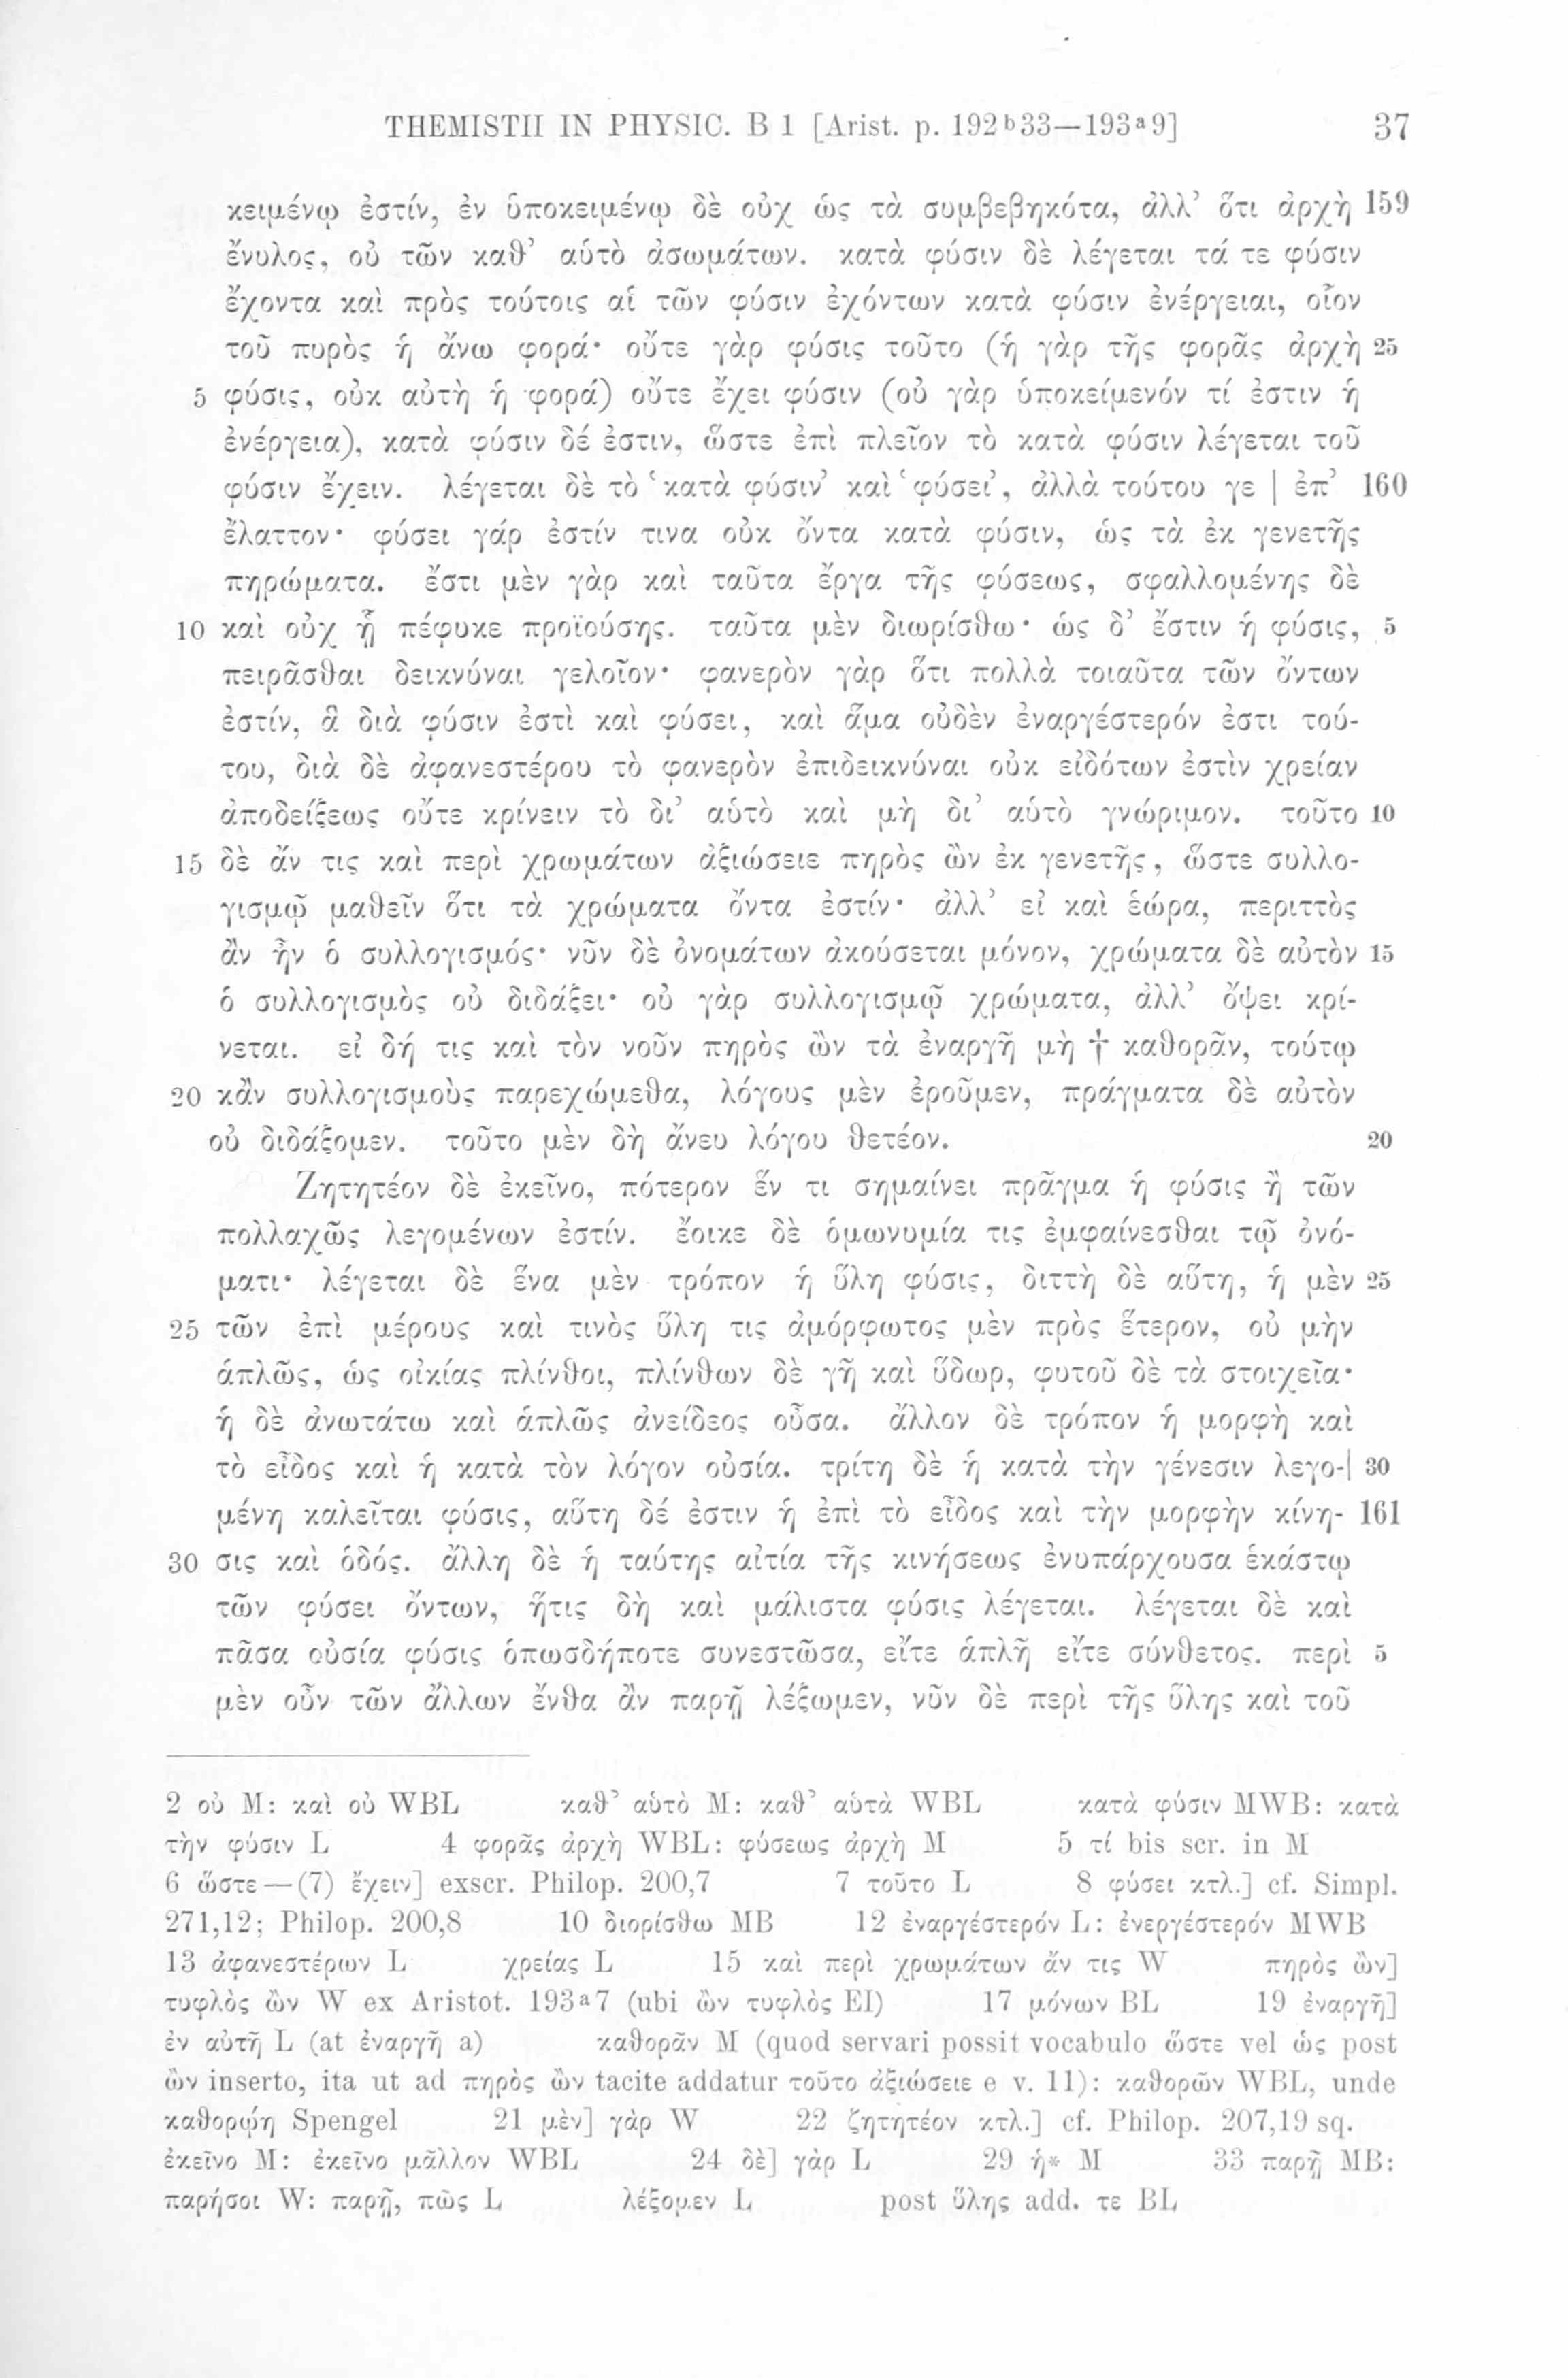 THEMISTII IN PHYSIC. B 1 [Arist. p. 192ᵇ33—193ᵃ9] 37
κειμένῳ ἐστίν, ἐν ὑποκειμένῳ δὲ οὐχ ὡς τὰ συμβεβηκότα, ἀλλ’ ὅτι ἀρχὴ 159
ἔνυλος, οὐ τῶν καθ’ αὑτὸ ἀσωμάτων. κατὰ φύσιν δὲ λέγεται τά τε φύσιν
ἔχοντα καὶ πρὸς τούτοις αἱ τῶν φύσιν ἐχόντων κατὰ φύσιν ἐνέργειαι, οἷον
τοῦ πυρὸς ἡ ἄνω φορά· οὔτε γὰρ φύσις τοῦτο (ἡ γὰρ τῆς φορᾶς ἀρχὴ 25
5 φύσις, οὐκ αὐτὴ ἡ φορά) οὔτε ἔχει φύσιν (οὐ γὰρ ὑποκείμενόν τί ἐστιν ἡ
ἐνέργεια), κατὰ φύσιν δέ ἐστιν, ὥστε ἐπὶ πλεῖον τὸ κατὰ φύσιν λέγεται τοῦ
φύσιν ἔχειν. λέγεται δὲ τὸ ‘κατὰ φύσιν’ καὶ ‘φύσει’, ἀλλὰ τούτου γε | ἐπ’ 160
ἔλαττον· φύσει γάρ ἐστίν τινα οὐκ ὄντα κατὰ φύσιν, ὡς τὰ ἐκ γενετῆς
πηρώματα. ἔστι μὲν γὰρ καὶ ταῦτα ἔργα τῆς φύσεως, σφαλλομένης δὲ
10 καὶ οὐχ ᾗ πέφυκε προϊούσης. ταῦτα μὲν διωρίσθω· ὡς δ’ ἔστιν ἡ φύσις, 5
πειρᾶσθαι δεικνύναι γελοῖον· φανερὸν γὰρ ὅτι πολλὰ τοιαῦτα τῶν ὄντων
ἐστίν, ἃ διὰ φύσιν ἐστὶ καὶ φύσει, καὶ ἅμα οὐδὲν ἐναργέστερόν ἐστι τού-
του, διὰ δὲ ἀφανεστέρου τὸ φανερὸν ἐπιδεικνύναι οὐκ εἰδότων ἐστὶν χρείαν
ἀποδείξεως οὔτε κρίνειν τὸ δι’ αὑτὸ καὶ μὴ δι’ αὑτὸ γνώριμον. τοῦτο 10
15 δὲ ἄν τις καὶ περὶ χρωμάτων ἀξιώσειε πηρὸς ὢν ἐκ γενετῆς, ὥστε συλλο-
γισμῷ μαθεῖν ὅτι τὰ χρώματα ὄντα ἐστίν· ἀλλ’ εἰ καὶ ἑώρα, περιττὸς
ἂν ἦν ὁ συλλογισμός· νῦν δὲ ὀνομάτων ἀκούσεται μόνον, χρώματα δὲ αὐτὸν 15
ὁ συλλογισμὸς οὐ διδάξει· οὐ γὰρ συλλογισμῷ χρώματα, ἀλλ’ ὄψει κρί-
νεται. εἰ δή τις καὶ τὸν νοῦν πηρὸς ὢν τὰ ἐναργῆ μὴ † καθορᾶν, τούτῳ
20 κἂν συλλογισμοὺς παρεχώμεθα, λόγους μὲν ἐροῦμεν, πράγματα δὲ αὐτὸν
οὐ διδάξομεν. τοῦτο μὲν δὴ ἄνευ λόγου θετέον. 20
Ζητητέον δὲ ἐκεῖνο, πότερον ἕν τι σημαίνει πρᾶγμα ἡ φύσις ἢ τῶν
πολλαχῶς λεγομένων ἐστίν. ἔοικε δὲ ὁμωνυμία τις ἐμφαίνεσθαι τῷ ὀνό-
ματι· λέγεται δὲ ἕνα μὲν τρόπον ἡ ὕλη φύσις, διττὴ δὲ αὕτη, ἡ μὲν 25
25 τῶν ἐπὶ μέρους καὶ τινὸς ὕλη τις ἀμόρφωτος μὲν πρὸς ἕτερον, οὐ μὴν
ἁπλῶς, ὡς οἰκίας πλίνθοι, πλίνθων δὲ γῆ καὶ ὕδωρ, φυτοῦ δὲ τὰ στοιχεῖα·
ἡ δὲ ἀνωτάτω καὶ ἁπλῶς ἀνείδεος οὖσα. ἄλλον δὲ τρόπον ἡ μορφὴ καὶ
τὸ εἶδος καὶ ἡ κατὰ τὸν λόγον οὐσία. τρίτη δὲ ἡ κατὰ τὴν γένεσιν λεγο-| 30
μένη καλεῖται φύσις, αὕτη δέ ἐστιν ἡ ἐπὶ τὸ εἶδος καὶ τὴν μορφὴν κίνη- 161
30 σις καὶ ὁδός. ἄλλη δὲ ἡ ταύτης αἰτία τῆς κινήσεως ἐνυπάρχουσα ἑκάστῳ
τῶν φύσει ὄντων, ἥτις δὴ καὶ μάλιστα φύσις λέγεται. λέγεται δὲ καὶ
πᾶσα οὐσία φύσις ὁπωσδήποτε συνεστῶσα, εἴτε ἁπλῆ εἴτε σύνθετος. περὶ 5
μὲν οὖν τῶν ἄλλων ἔνθα ἂν παρῇ λέξωμεν, νῦν δὲ περὶ τῆς ὕλης καὶ τοῦ
2 οὐ M: καὶ οὐ WBL καθ’ αὑτὸ M: καθ’ αὑτὰ WBL κατὰ φύσιν MWB: κατὰ
τὴν φύσιν L 4 φορᾶς ἀρχὴ WBL: φύσεως ἀρχὴ M 5 τί bis scr. in M
6 ὥστε—(7) ἔχειν] exscr. Philop. 200,7 7 τοῦτο L 8 φύσει κτλ.] cf. Simpl.
271,12; Philop. 200,8 10 διορίσθω MB 12 ἐναργέστερόν L: ἐνεργέστερόν MWB
13 ἀφανεστέρων L χρείας L 15 καὶ περὶ χρωμάτων ἄν τις W πηρὸς ὢν]
τυφλὸς ὢν W ex Aristot. 193ᵃ7 (ubi ὢν τυφλὸς EI) 17 μόνων BL 19 ἐναργῆ]
ἐν αὐτῆ L (at ἐναργῆ a) καθορᾶν M (quod servari possit vocabulo ὥστε vel ὡς post
ὢν inserto, ita ut ad πηρὸς ὢν tacite addatur τοῦτο ἀξιώσειε e v. 11): καθορῶν WBL, unde
καθορῴη Spengel 21 μὲν] γὰρ W 22 ζητητέον κτλ.] cf. Philop. 207,19 sq.
ἐκεῖνο M: ἐκεῖνο μᾶλλον WBL 24 δὲ] γὰρ L 29 ἡ* M 33 παρῇ MB:
παρήσοι W: παρῇ, πῶς L λέξομεν L post ὕλης add. τε BL